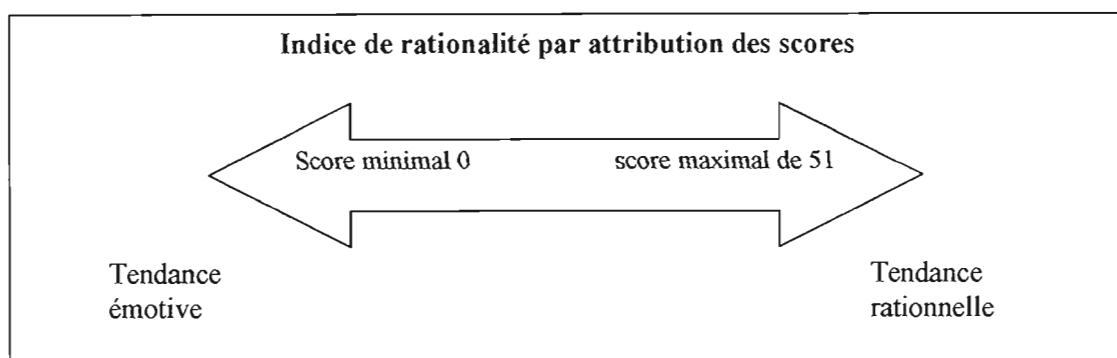 Indice de rationalité par attribution des scores
Score minimal 0 score maximal de 51
Tendance
émotive
Tendance
rationnelle